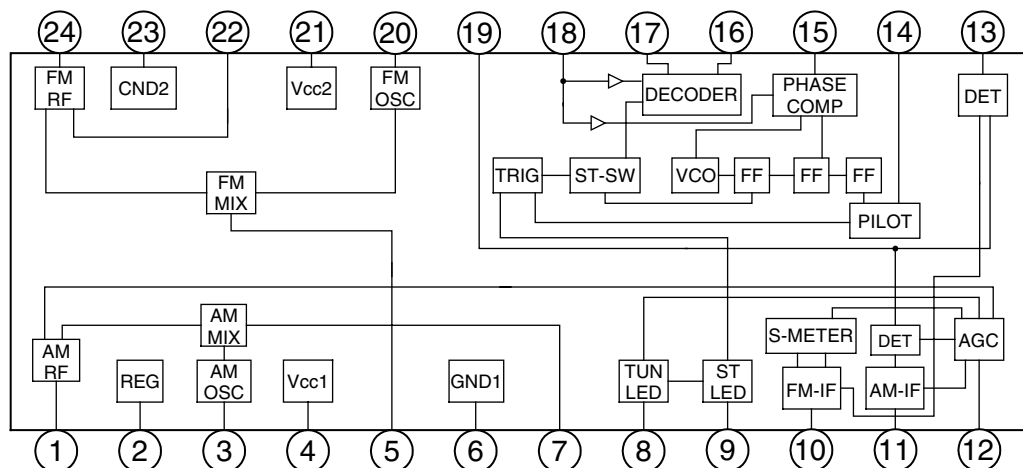 24 23 22 21 20 19 18 17 16 15 14 13
FM
RF
CND2
Vcc2
FM
OSC
DECODER
PHASE
COMP
DET
TRIG
ST-SW
VCO
FF
FF
FF
FM
MIX
PILOT
AM
MIX
S-METER
DET
AGC
AM
RF
REG
AM
OSC
Vcc1
GND1
TUN
LED
ST
LED
FM-IF
AM-IF
1 2 3 4 5 6 7 8 9 10 11 12